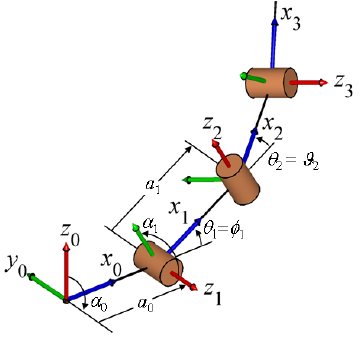 x₃
z₃
z₂
x₂
θ₂ = ϑ₂
a₁
x₁
α₁
θ₁=ϕ₁
z₀
x₀
y₀
α₀
a₀
z₁